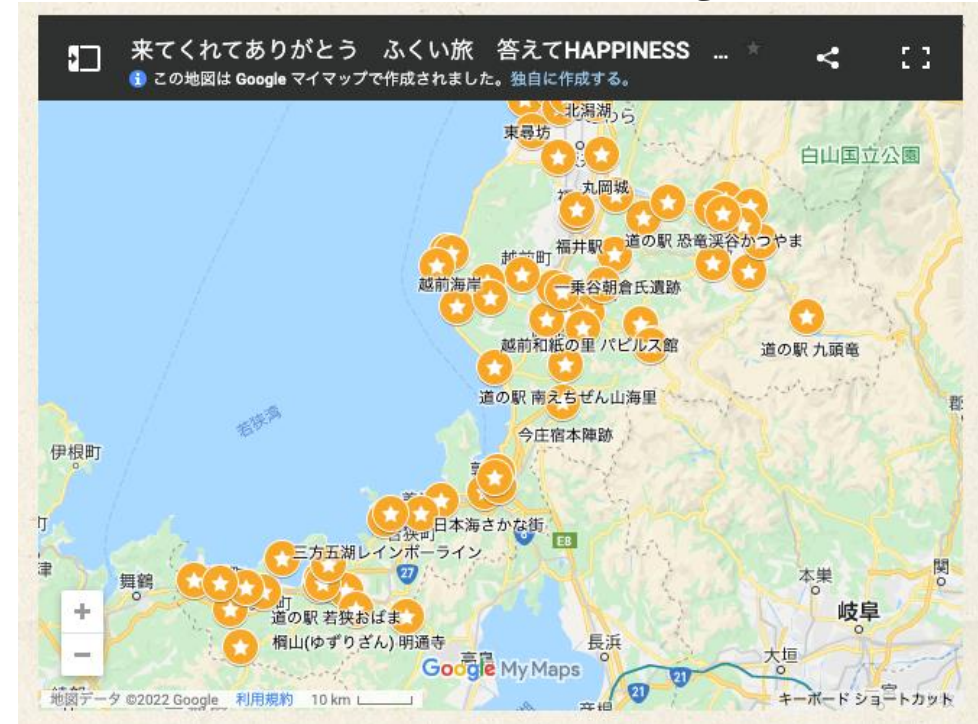 来てくれてありがとう　ふくい旅　答えてHAPPINESS …
この地図は Google マイマップで作成されました。独自に作成する。
北潟湖
わら
東尋坊
白山国立公園
丸岡城
福井駅
道の駅 恐竜渓谷かつやま
越前町
越前海岸
一乗谷朝倉氏遺跡
越前和紙の里 パピルス館
道の駅 九頭竜
道の駅 南えちぜん山海里
郡
若狭湾
今庄宿本陣跡
伊根町
日本海さかな街
三方五湖レインボーライン
8
E8
27
津
舞鶴
本巣
関
岐阜
道の駅 若狭おばま
棡山(ゆずりざん) 明通寺
長浜
大垣
+
−
Google My Maps
21
21
地図データ ©2022 Google 利用規約 10 km
キーボード ショートカット